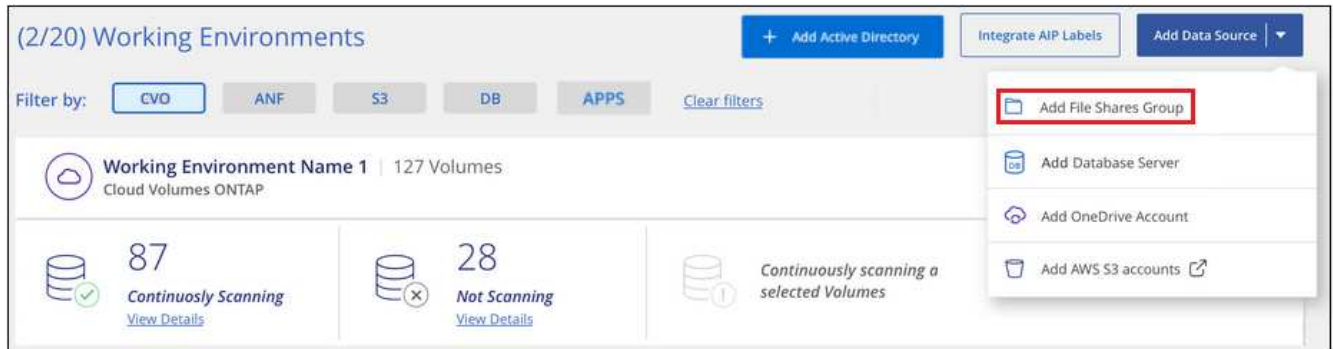 (2/20) Working Environments
+ Add Active Directory
Integrate AIP Labels
Add Data Source
Filter by:
CVO
ANF
S3
DB
APPS
Clear filters
Add File Shares Group
DB
Add Database Server
Add OneDrive Account
Add AWS S3 accounts
Working Environment Name 1 | 127 Volumes
Cloud Volumes ONTAP
87
Continuosly Scanning
View Details
28
Not Scanning
View Details
Continuously scanning a
selected Volumes